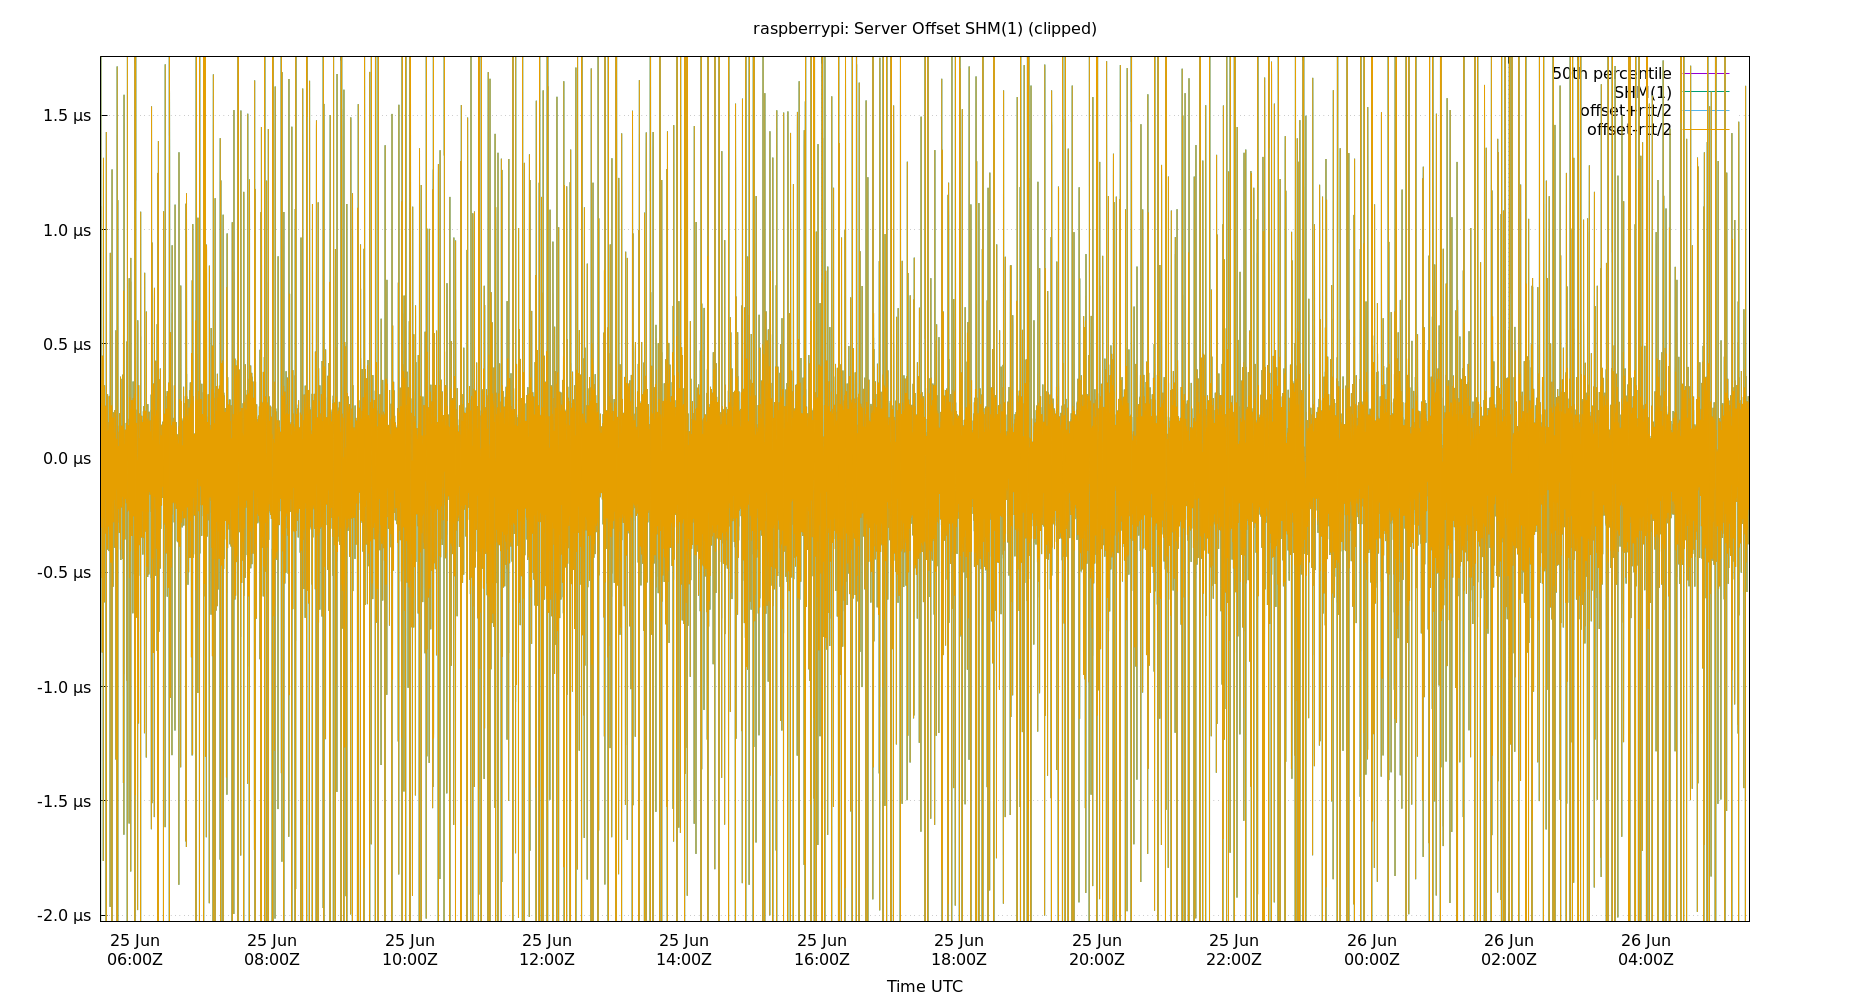 raspberrypi: Server Offset SHM(1) (clipped)
50th percentile
SHM(1)
offset+rtt/2
offset-rtt/2
1.5 µs
1.0 µs
0.5 µs
0.0 µs
-0.5 µs
-1.0 µs
-1.5 µs
-2.0 µs
25 Jun 25 Jun 25 Jun 25 Jun 25 Jun 25 Jun 25 Jun 25 Jun 25 Jun 26 Jun 26 Jun 26 Jun
06:00Z 08:00Z 10:00Z 12:00Z 14:00Z 16:00Z 18:00Z 20:00Z 22:00Z 00:00Z 02:00Z 04:00Z
Time UTC